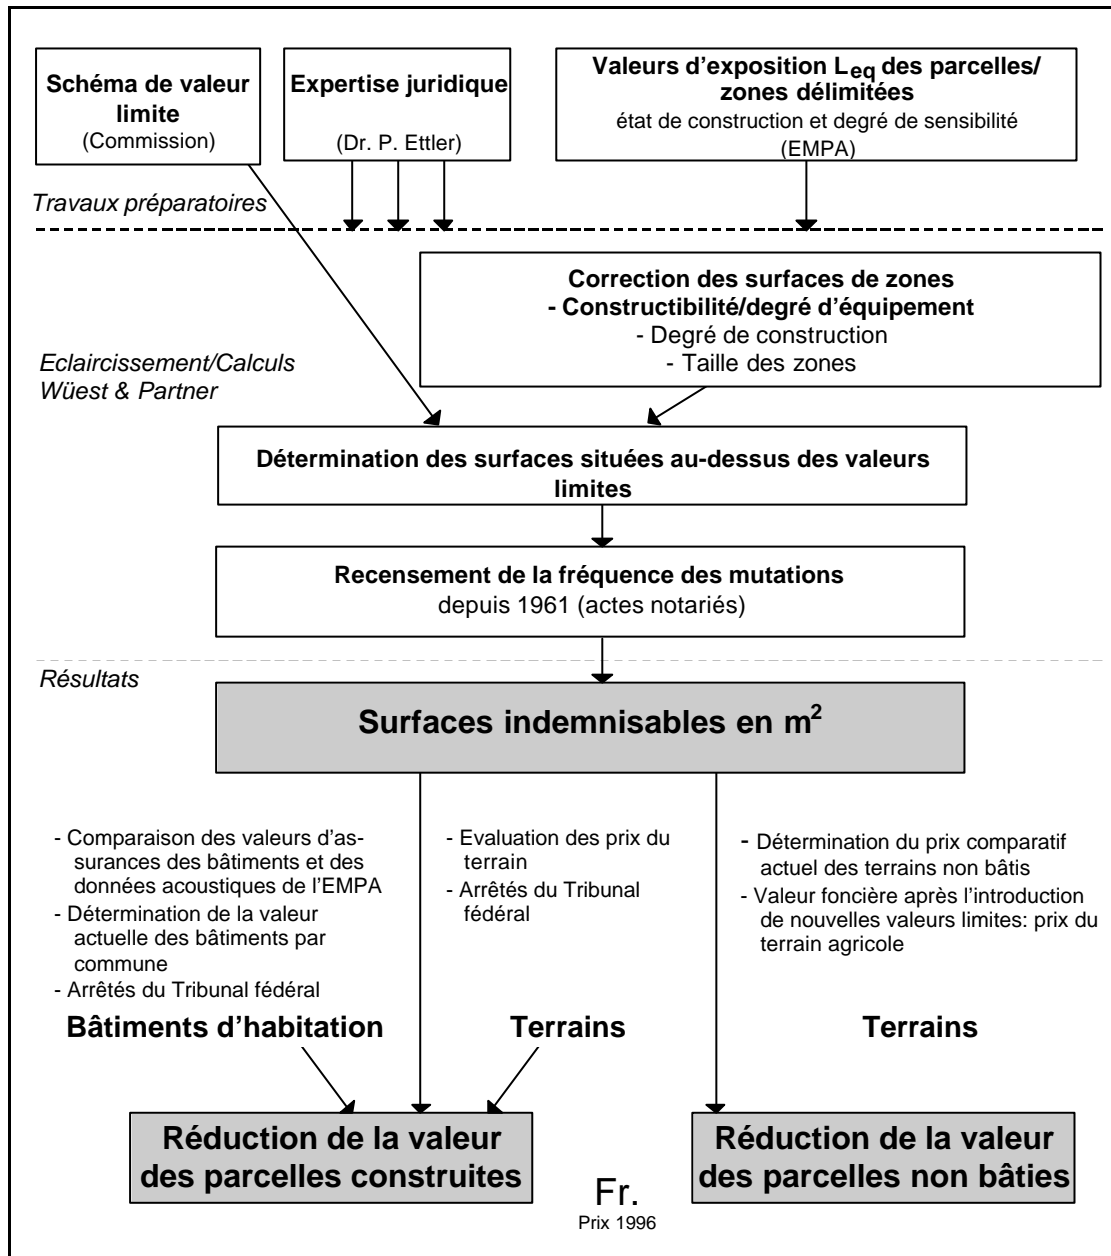 Schéma de valeur
limite
(Commission)
Expertise juridique
(Dr. P. Ettler)
Valeurs d'exposition Leq des parcelles/
zones délimitées
état de construction et degré de sensibilité
(EMPA)
Travaux préparatoires
Correction des surfaces de zones
- Constructibilité/degré d'équipement
- Degré de construction
- Taille des zones
Eclaircissement/Calculs
Wüest & Partner
Détermination des surfaces situées au-dessus des valeurs
limites
Recensement de la fréquence des mutations
depuis 1961 (actes notariés)
Résultats
Surfaces indemnisables en m²
- Comparaison des valeurs d'as-
surances des bâtiments et des
données acoustiques de l'EMPA
- Détermination de la valeur
actuelle des bâtiments par
commune
- Arrêtés du Tribunal fédéral
- Evaluation des prix du
terrain
- Arrêtés du Tribunal
fédéral
- Détermination du prix comparatif
actuel des terrains non bâtis
- Valeur foncière après l'introduction
de nouvelles valeurs limites: prix du
terrain agricole
Bâtiments d'habitation
Terrains
Terrains
Réduction de la valeur
des parcelles construites
Réduction de la valeur
des parcelles non bâties
Fr.
Prix 1996